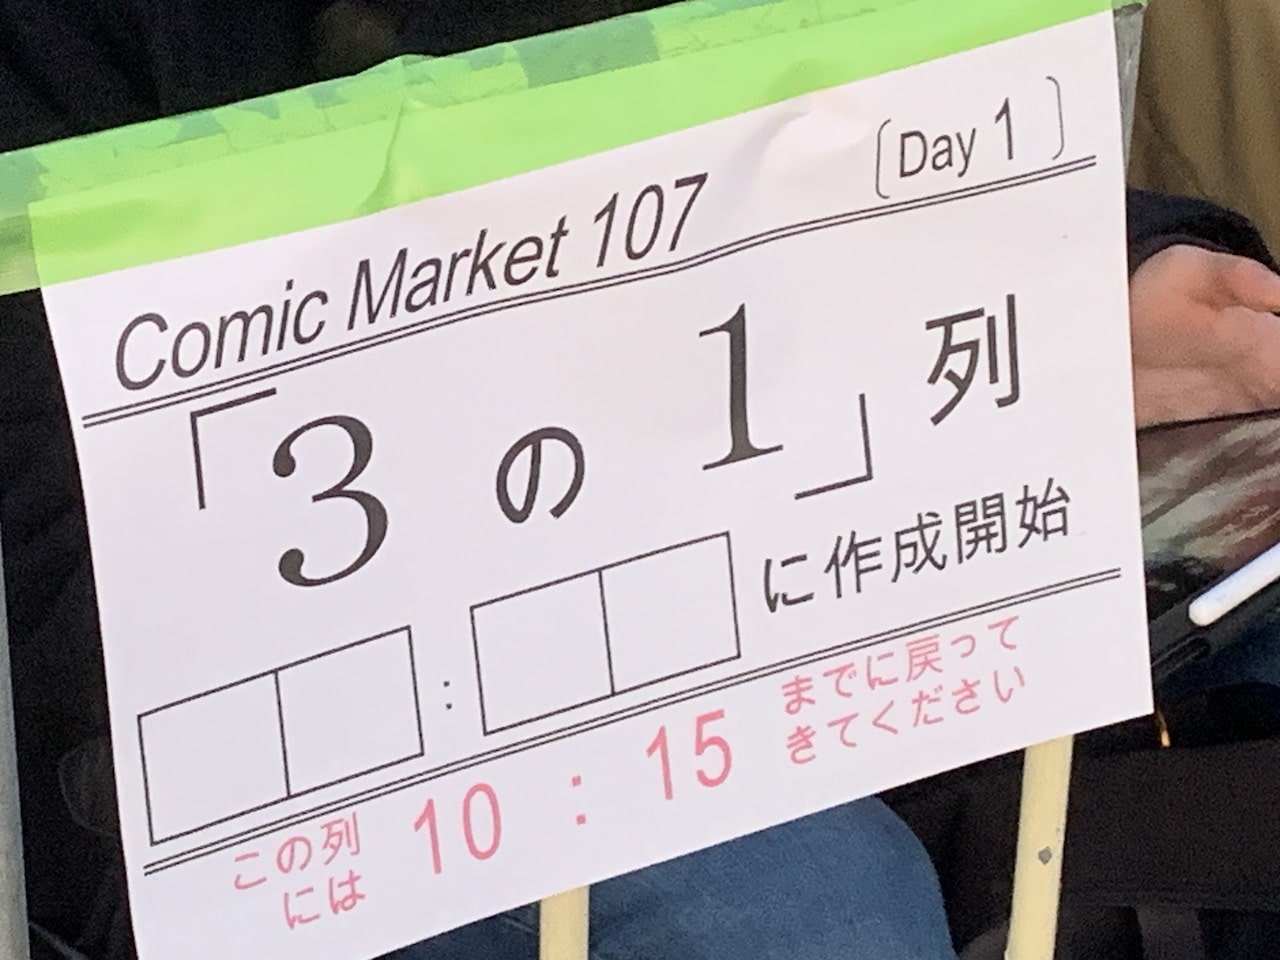 Comic Market 107 〔Day 1〕
「3 の 1」列
: に作成開始
この列には 10 : 15 までに戻ってきてください